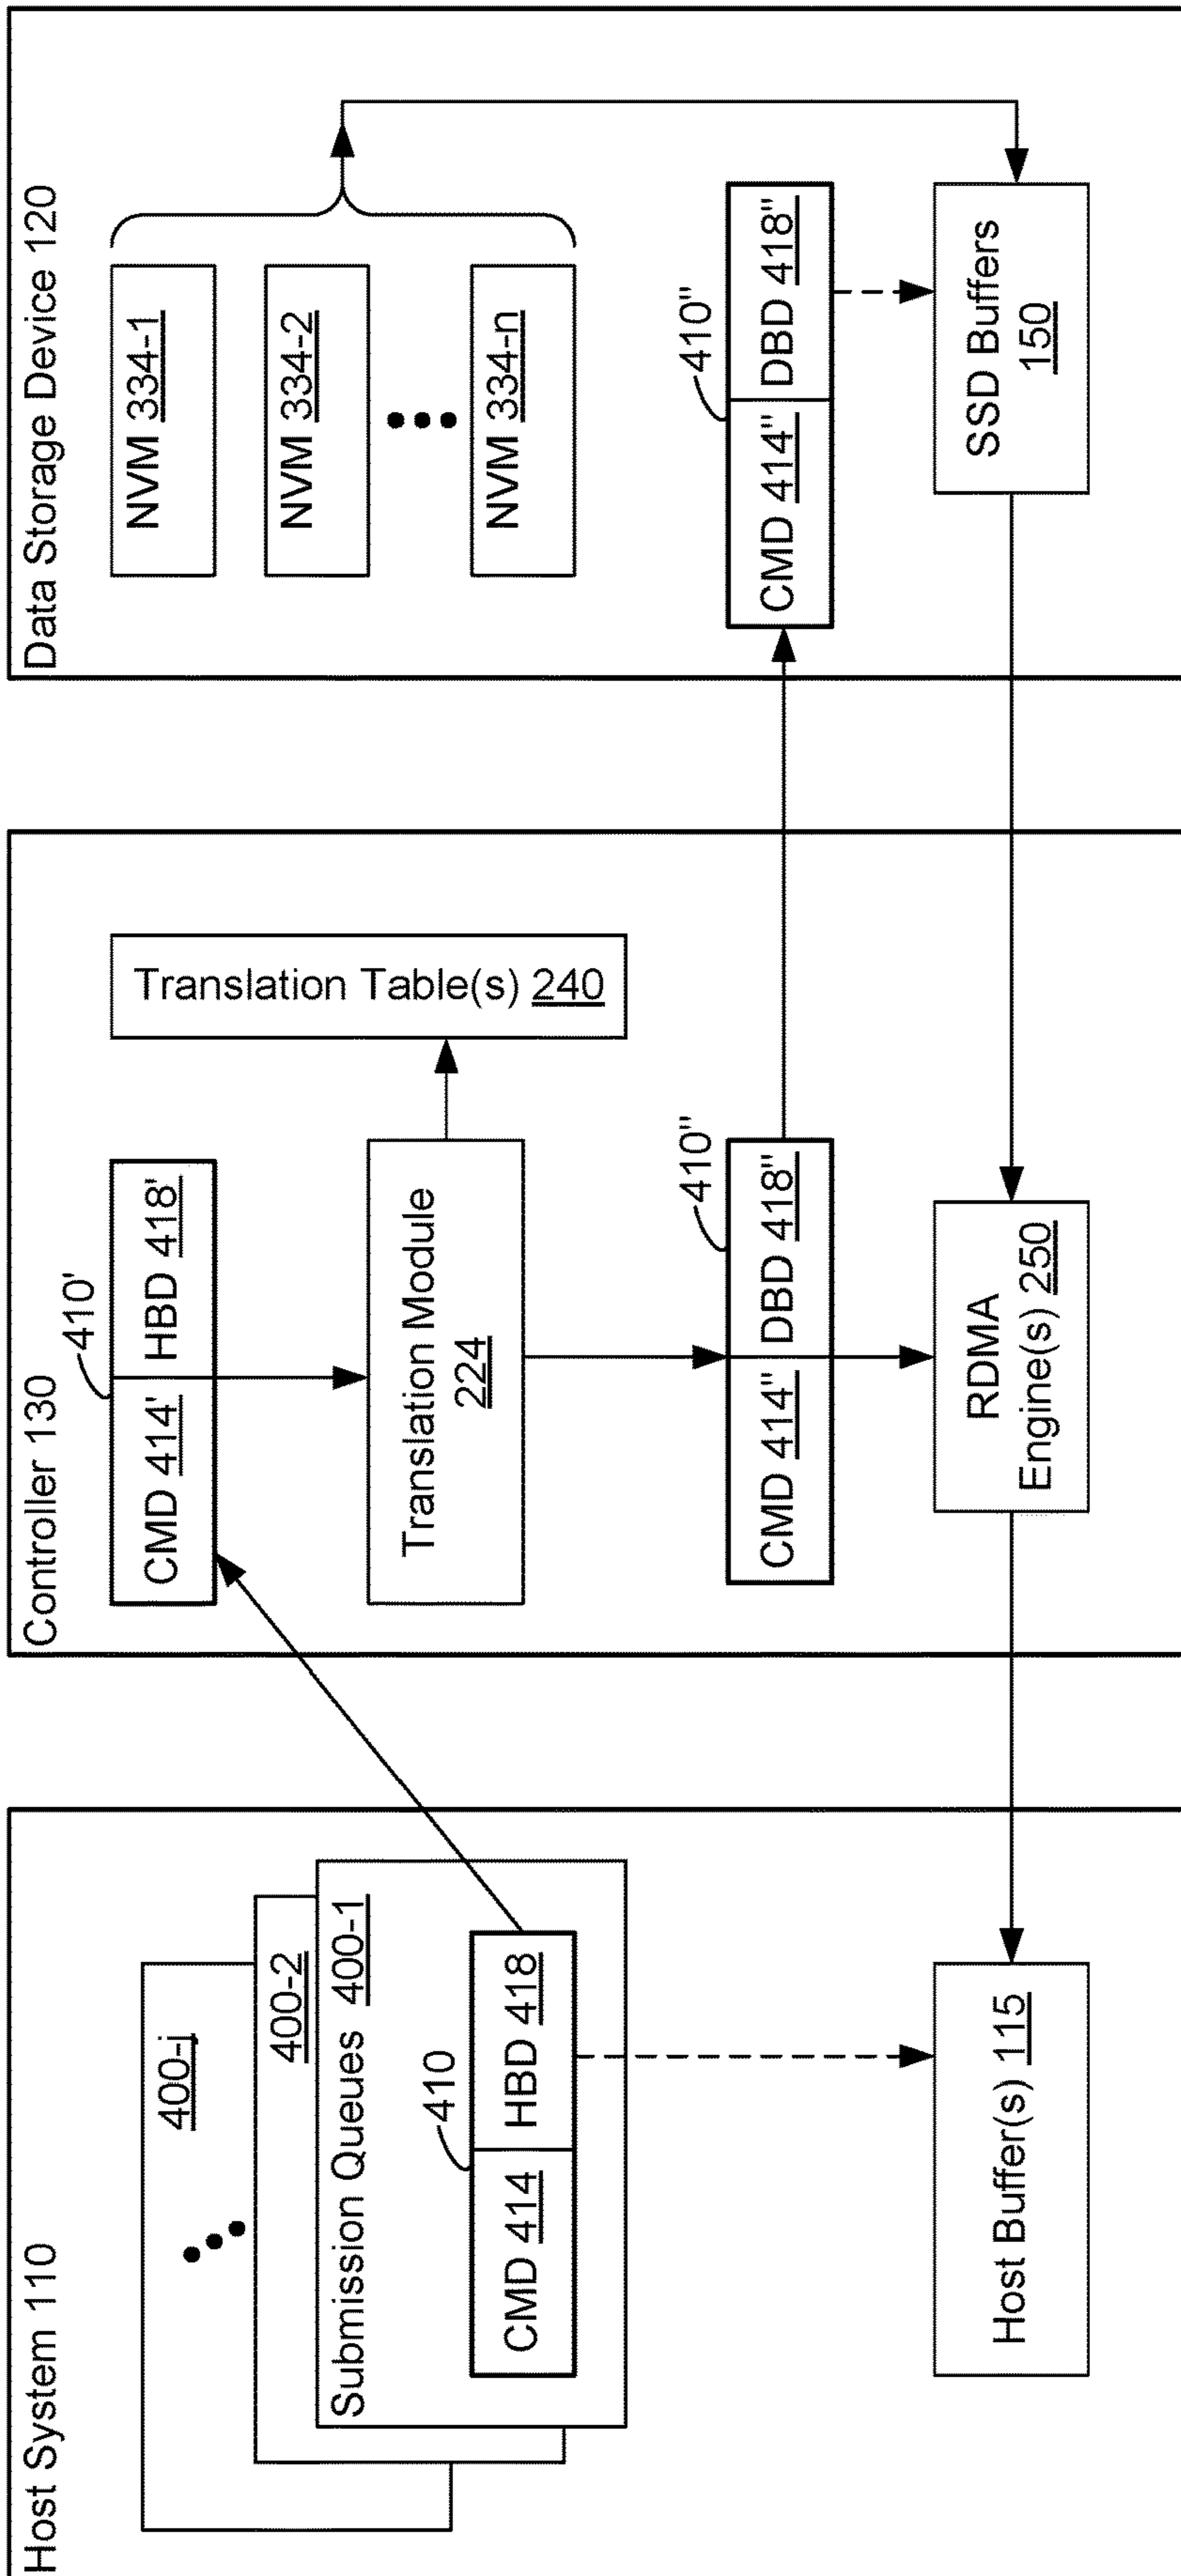 Host System 110
400-j
400-2
Submission Queues 400-1
410
CMD 414
HBD 418
Host Buffer(s) 115
Controller 130
410'
CMD 414'
HBD 418'
Translation Module
224
Translation Table(s) 240
410"
CMD 414"
DBD 418"
RDMA
Engine(s) 250
Data Storage Device 120
NVM 334-1
NVM 334-2
NVM 334-n
410"
CMD 414"
DBD 418"
SSD Buffers
150